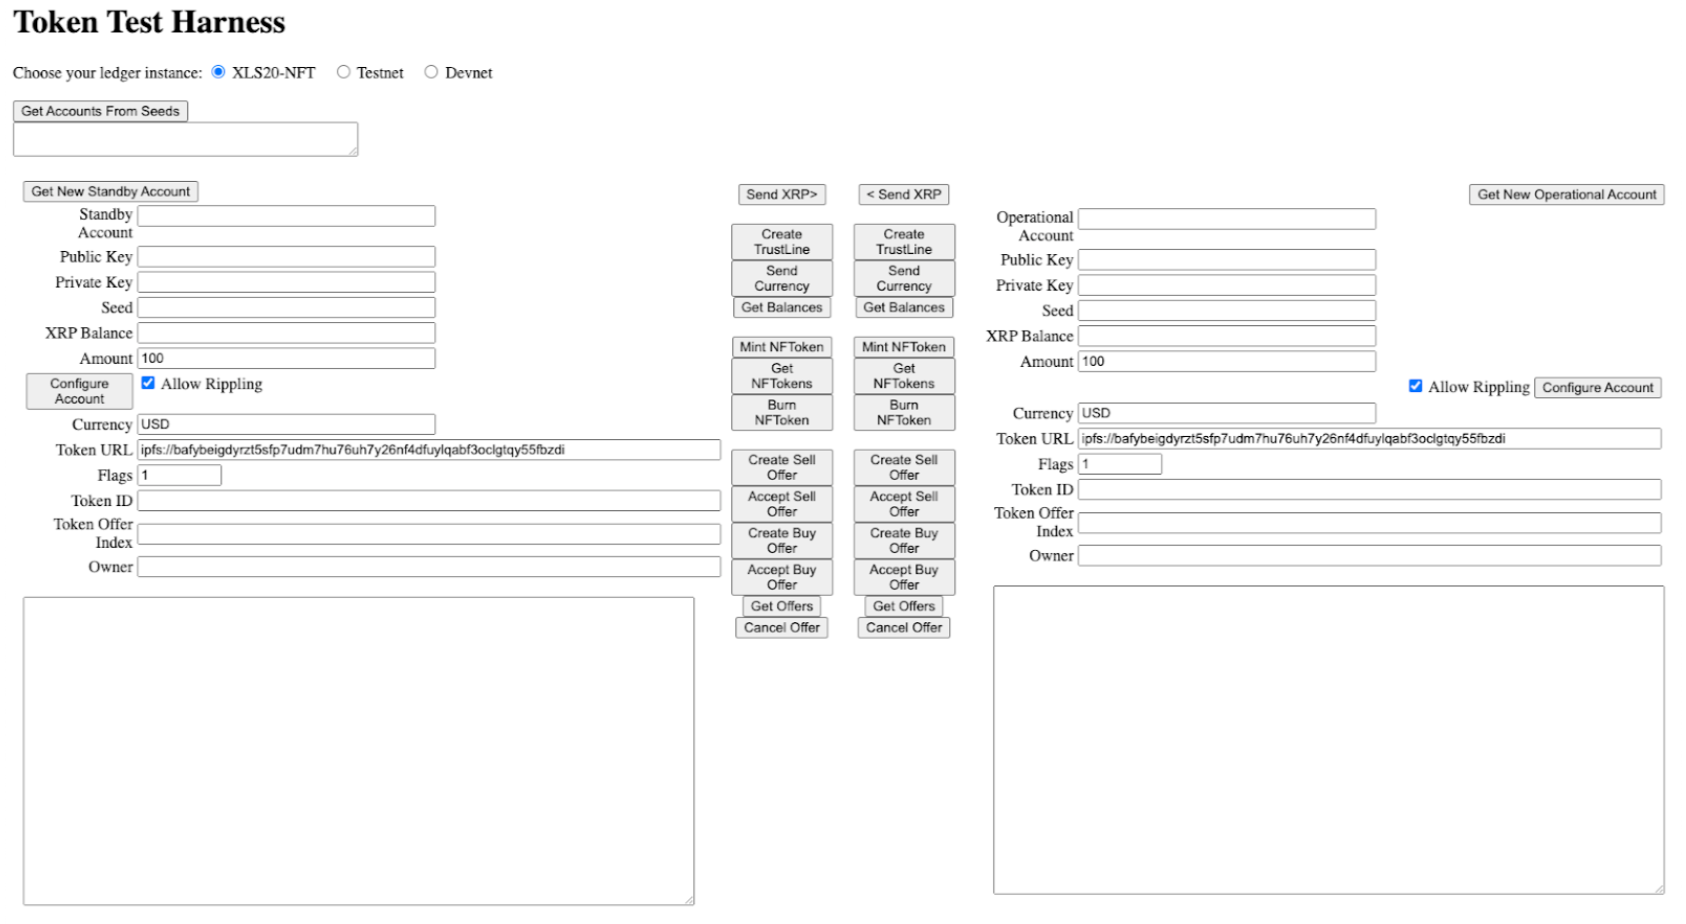 Token Test Harness
Choose your ledger instance: XLS20-NFT Testnet Devnet
Get Accounts From Seeds
Get New Standby Account
Standby
Account
Public Key
Private Key
Seed
XRP Balance
Amount 100
Configure
Account
Allow Rippling
Currency USD
Token URL ipfs://bafybeigdyrzt5sfp7udm7hu76uh7y26nf4dfuylqabf3oclgtqy55fbzdi
Flags 1
Token ID
Token Offer
Index
Owner
Send XRP>
Create
TrustLine
Send
Currency
Get Balances
Mint NFToken
Get
NFTokens
Burn
NFToken
Create Sell
Offer
Accept Sell
Offer
Create Buy
Offer
Accept Buy
Offer
Get Offers
Cancel Offer
< Send XRP
Create
TrustLine
Send
Currency
Get Balances
Mint NFToken
Get
NFTokens
Burn
NFToken
Create Sell
Offer
Accept Sell
Offer
Create Buy
Offer
Accept Buy
Offer
Get Offers
Cancel Offer
Get New Operational Account
Operational
Account
Public Key
Private Key
Seed
XRP Balance
Amount 100
Allow Rippling Configure Account
Currency USD
Token URL ipfs://bafybeigdyrzt5sfp7udm7hu76uh7y26nf4dfuylqabf3oclgtqy55fbzdi
Flags 1
Token ID
Token Offer
Index
Owner